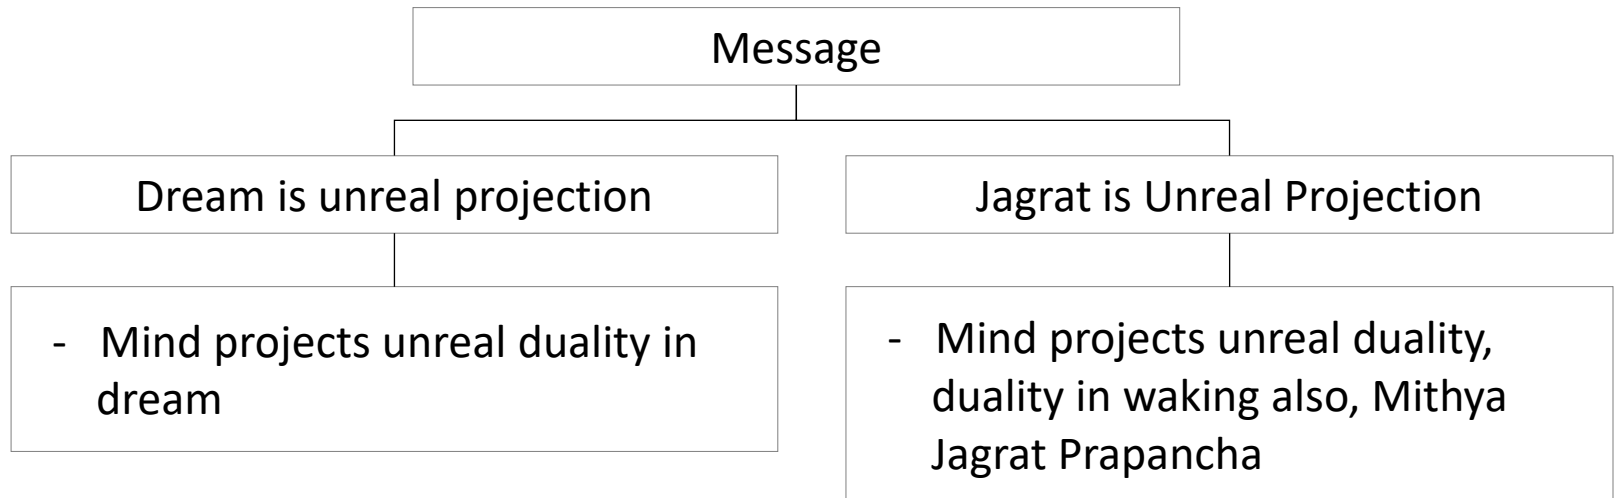 Message
Dream is unreal projection
Jagrat is Unreal Projection
- Mind projects unreal duality in
dream
- Mind projects unreal duality,
duality in waking also, Mithya
Jagrat Prapancha